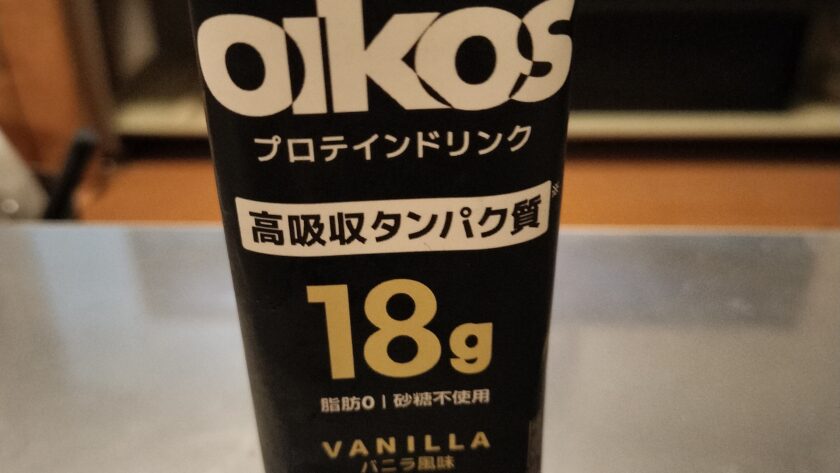 oikos
プロテインドリンク
高吸収タンパク質※
18g
脂肪0 | 砂糖不使用
VANILLA
バニラ風味